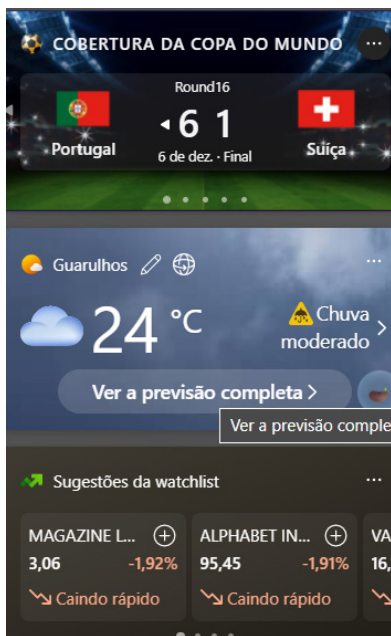 COBERTURA DA COPA DO MUNDO
Round16
6 1
Portugal
Suíça
6 de dez. · Final
Guarulhos
24 °C
Chuva moderado
Ver a previsão completa >
Ver a previsão comple
Sugestões da watchlist
MAGAZINE L...
3,06 -1,92%
Caindo rápido
ALPHABET IN...
95,45 -1,91%
Caindo rápido
VA
16,